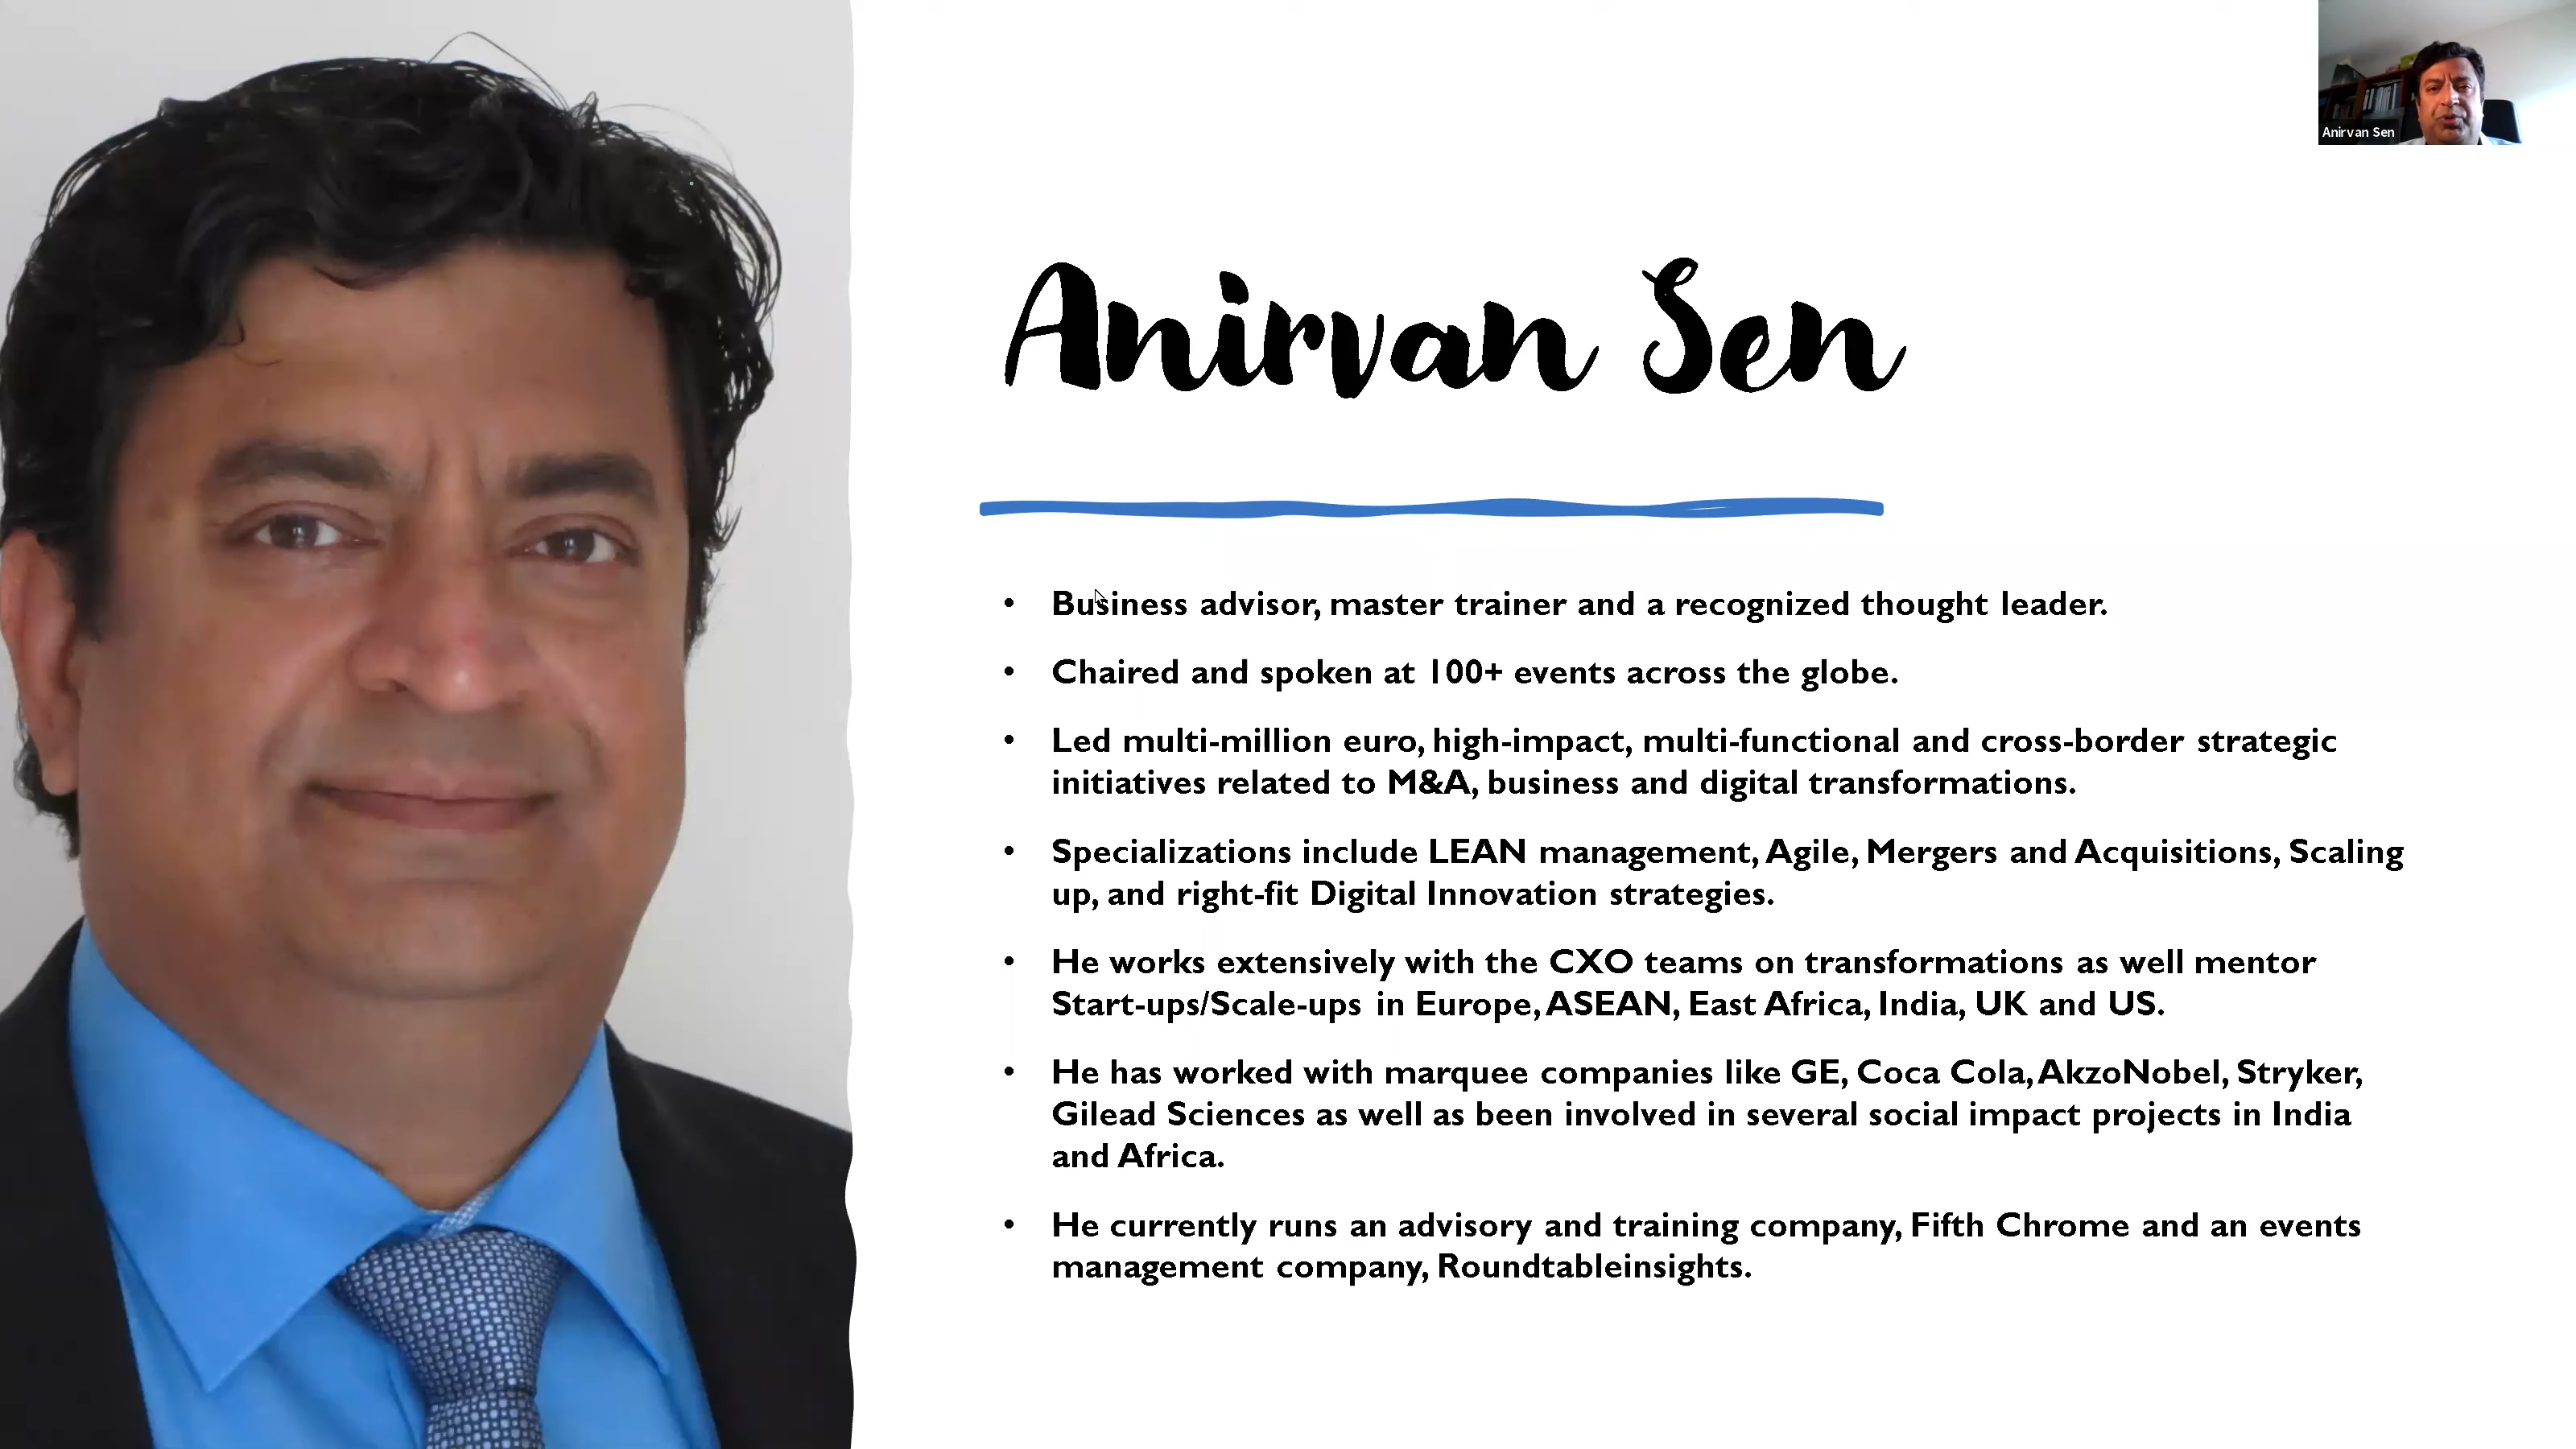 Anirvan Sen
Anirvan Sen
• Business advisor, master trainer and a recognized thought leader.
• Chaired and spoken at 100+ events across the globe.
• Led multi-million euro, high-impact, multi-functional and cross-border strategic
initiatives related to M&A, business and digital transformations.
• Specializations include LEAN management, Agile, Mergers and Acquisitions, Scaling
up, and right-fit Digital Innovation strategies.
• He works extensively with the CXO teams on transformations as well mentor
Start-ups/Scale-ups in Europe, ASEAN, East Africa, India, UK and US.
• He has worked with marquee companies like GE, Coca Cola, AkzoNobel, Stryker,
Gilead Sciences as well as been involved in several social impact projects in India
and Africa.
• He currently runs an advisory and training company, Fifth Chrome and an events
management company, Roundtableinsights.